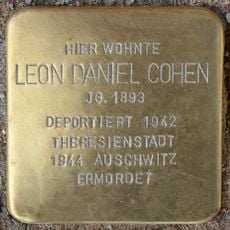 HIER WOHNTE
LEON DANIEL COHEN
JG. 1893
DEPORTIERT 1942
THERESIENSTADT
1944 AUSCHWITZ
ERMORDET